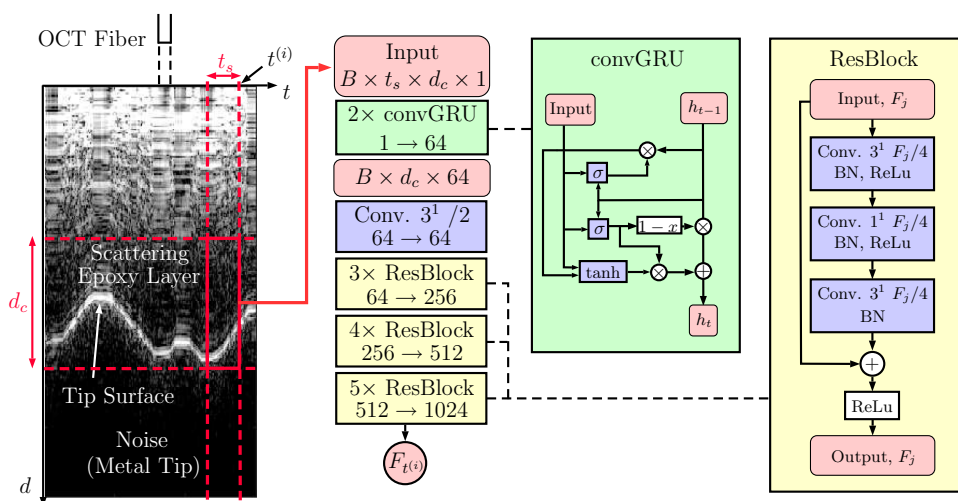 OCT Fiber
t_s
t^{(i)}
t
Scattering
Epoxy Layer
d_c
Tip Surface
Noise
(Metal Tip)
d
Input
B × t_s × d_c × 1
2× convGRU
1 → 64
B × d_c × 64
Conv. 3^1 /2
64 → 64
3× ResBlock
64 → 256
4× ResBlock
256 → 512
5× ResBlock
512 → 1024
F_{t^{(i)}}
convGRU
Input
h_{t−1}
⊗
σ
σ
1 − x
⊗
tanh
⊗
+
h_t
ResBlock
Input, F_j
Conv. 3^1 F_j/4
BN, ReLu
Conv. 1^1 F_j/4
BN, ReLu
Conv. 3^1 F_j/4
BN
+
ReLu
Output, F_j